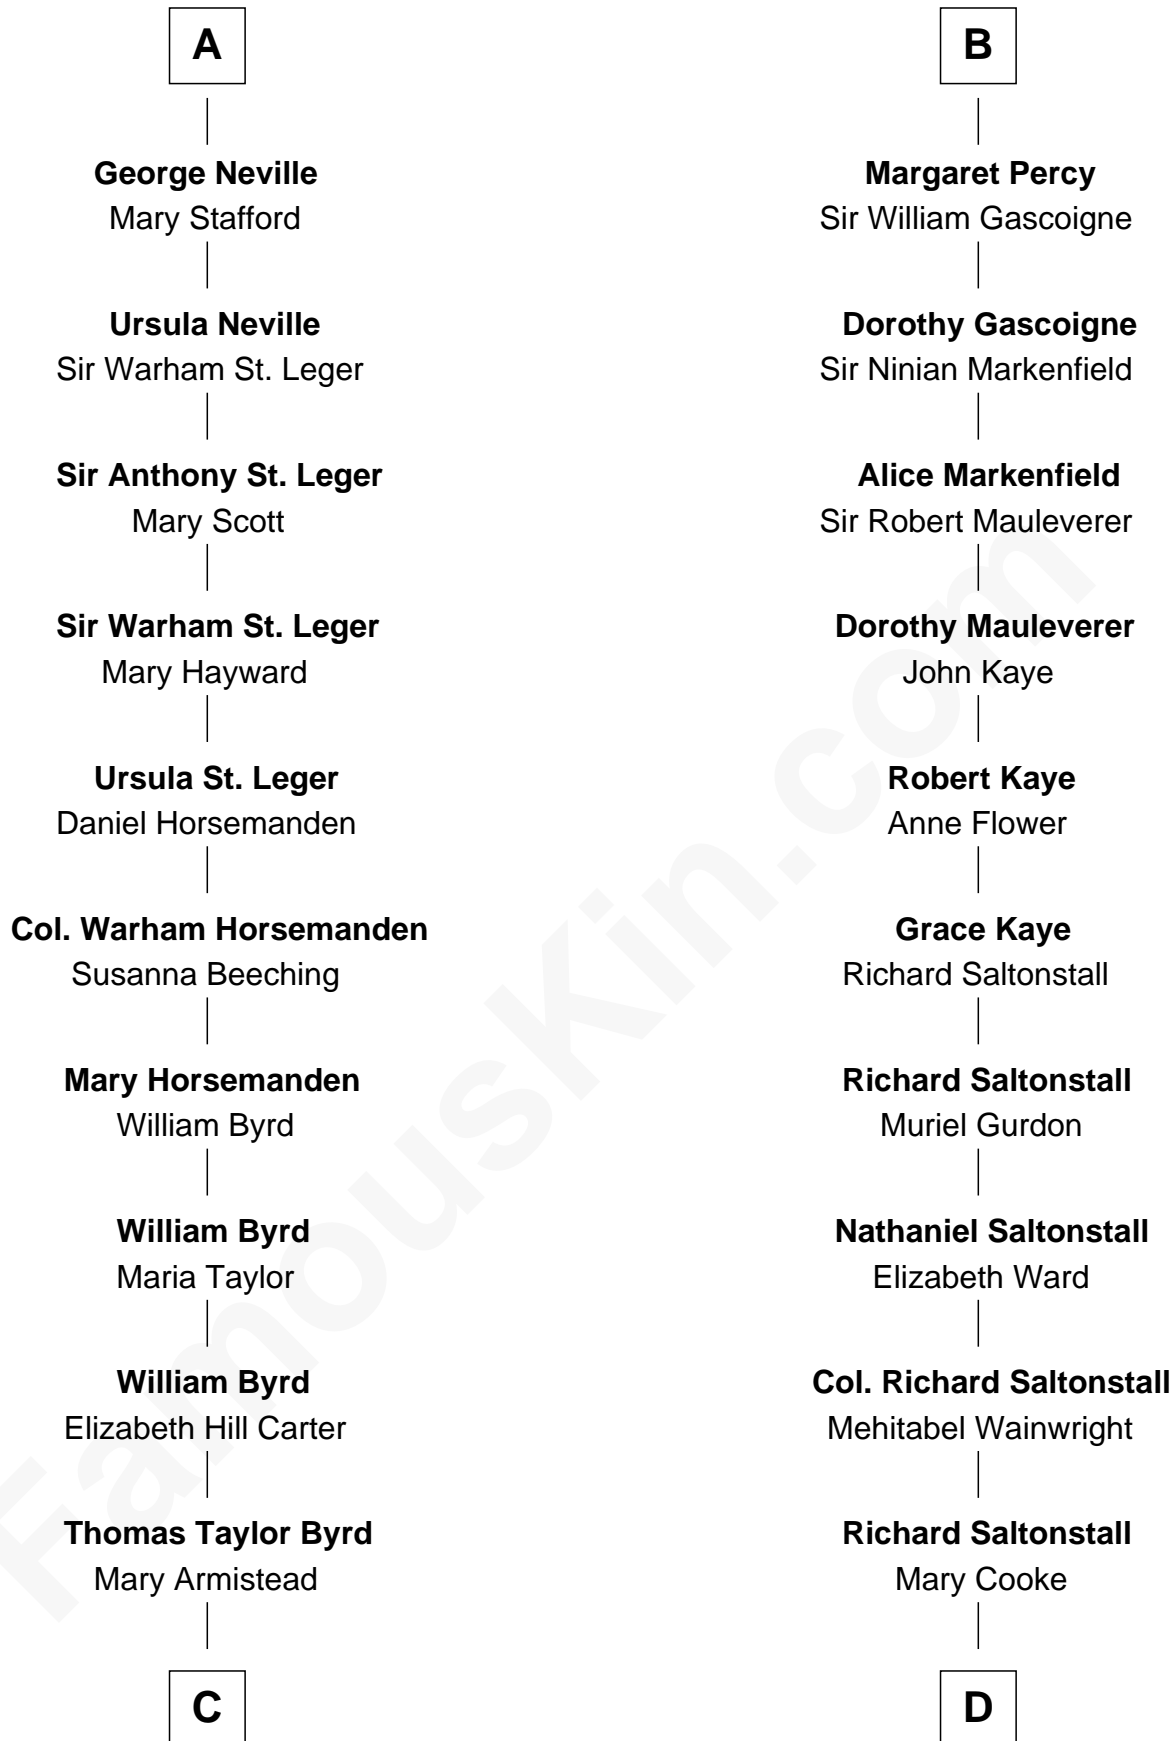 A
George Neville
Mary Stafford
Ursula Neville
Sir Warham St. Leger
Sir Anthony St. Leger
Mary Scott
Sir Warham St. Leger
Mary Hayward
Ursula St. Leger
Daniel Horsemanden
Col. Warham Horsemanden
Susanna Beeching
Mary Horsemanden
William Byrd
William Byrd
Maria Taylor
William Byrd
Elizabeth Hill Carter
Thomas Taylor Byrd
Mary Armistead
C
B
Margaret Percy
Sir William Gascoigne
Dorothy Gascoigne
Sir Ninian Markenfield
Alice Markenfield
Sir Robert Mauleverer
Dorothy Mauleverer
John Kaye
Robert Kaye
Anne Flower
Grace Kaye
Richard Saltonstall
Richard Saltonstall
Muriel Gurdon
Nathaniel Saltonstall
Elizabeth Ward
Col. Richard Saltonstall
Mehitabel Wainwright
Richard Saltonstall
Mary Cooke
D
FamousKin.com